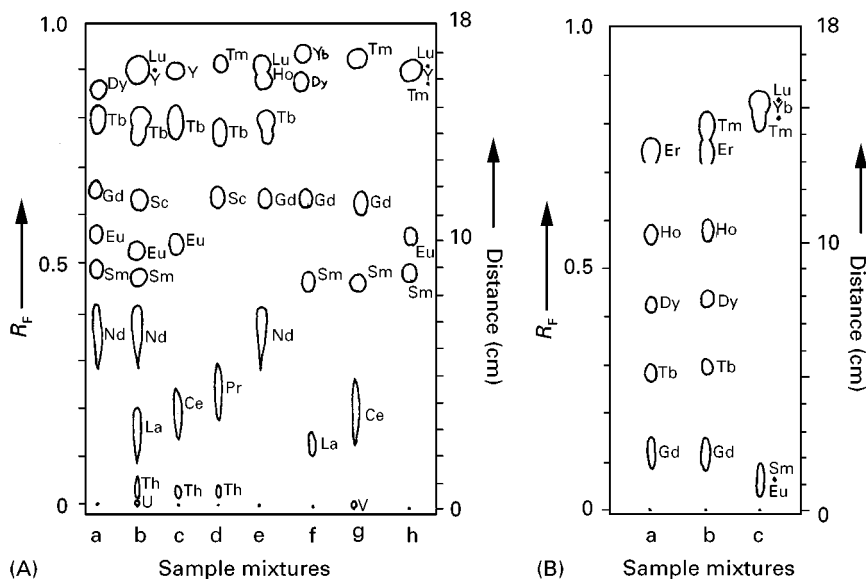 1.0
0.5
0
R_F
Dy
Tb
Gd
Eu
Sm
Nd
Lu
Y
Tb
Sc
Eu
Sm
Nd
La
Th
U
Y
Tb
Eu
Ce
Th
Tm
Tb
Sc
Pr
Th
Lu
Ho
Tb
Gd
Nd
Yb
Dy
Gd
Sm
La
Tm
Gd
Sm
Ce
V
Lu
Y
Tm
Eu
Sm
18
10
0
Distance (cm)
a b c d e f g h
(A) Sample mixtures
1.0
0.5
0
R_F
Er
Ho
Dy
Tb
Gd
Tm
Er
Ho
Dy
Tb
Gd
Lu
Yb
Tm
Sm
Eu
18
10
0
Distance (cm)
a b c
(B) Sample mixtures